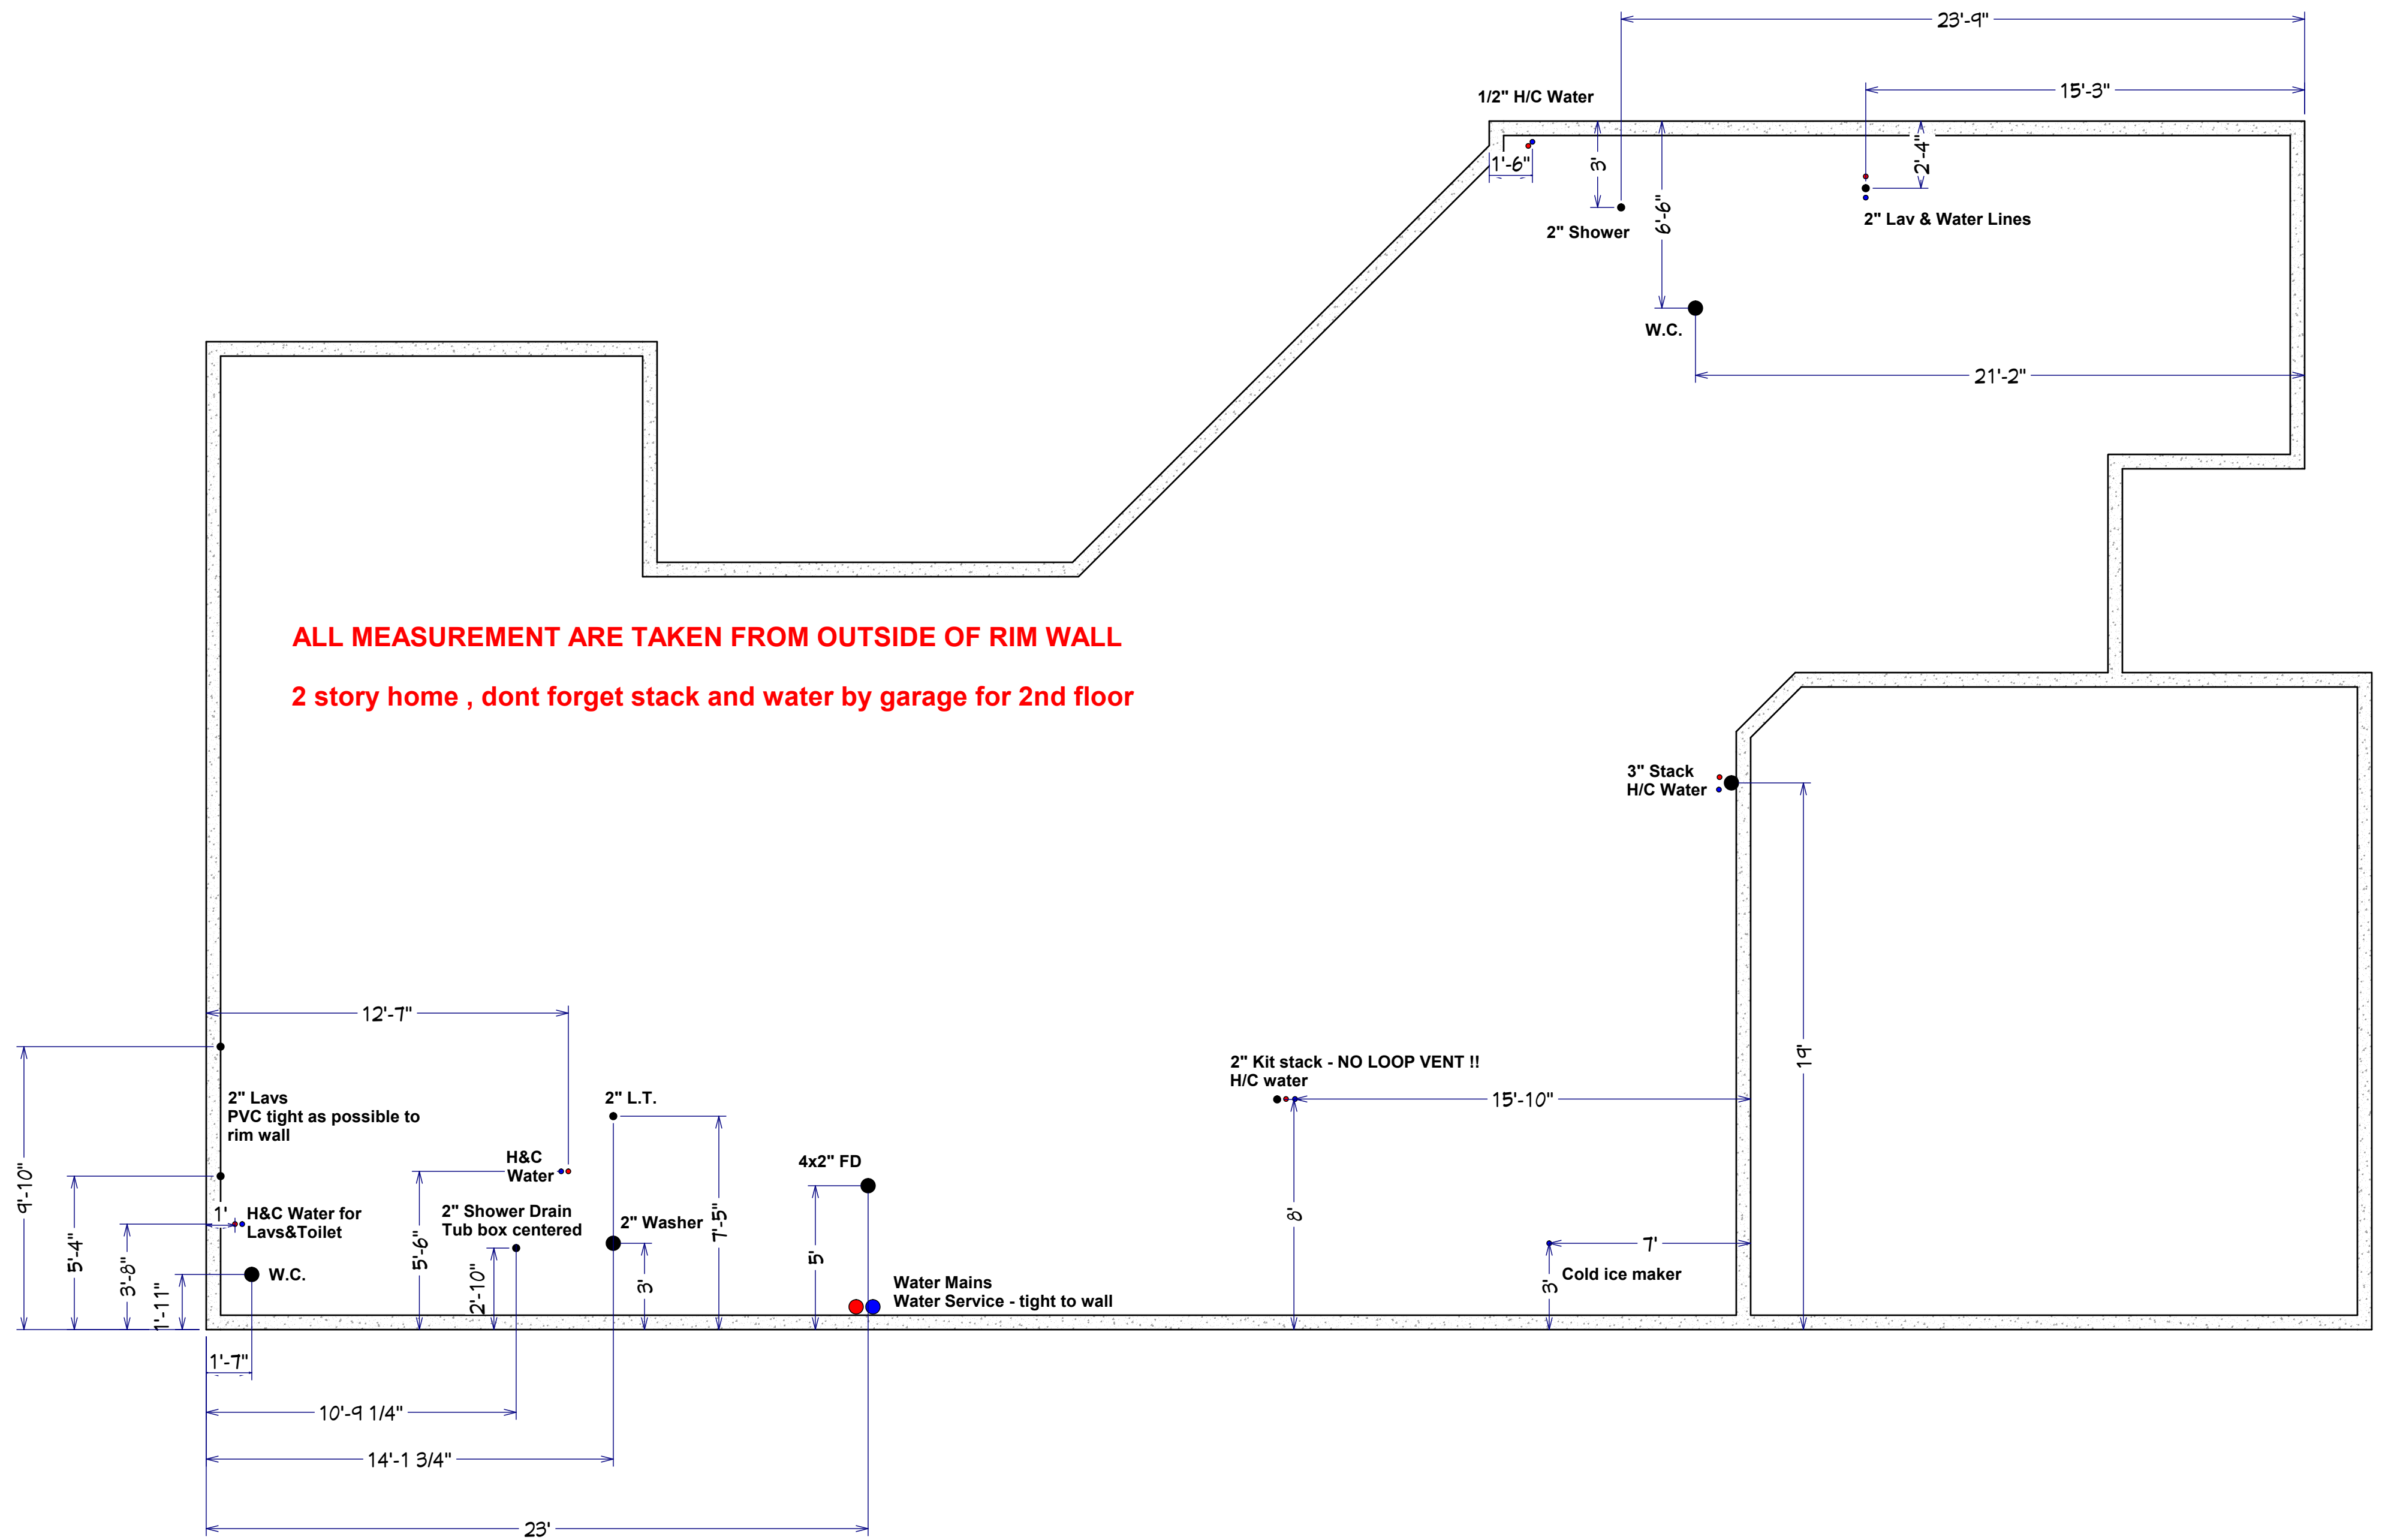 23'-9"
15'-3"
1/2" H/C Water
1'-6"
3'
6'-6"
2'-4"
2" Shower
2" Lav & Water Lines
W.C.
21'-2"
ALL MEASUREMENT ARE TAKEN FROM OUTSIDE OF RIM WALL
2 story home , dont forget stack and water by garage for 2nd floor
3" Stack
H/C Water
19'
12'-7"
2" Kit stack - NO LOOP VENT !!
H/C water
15'-10"
8'
2" Lavs
PVC tight as possible to
rim wall
2" L.T.
9'-10"
5'-4"
3'-8"
1'-11"
1'
H&C Water for
Lavs&Toilet
W.C.
H&C
Water
5'-6"
2" Shower Drain
Tub box centered
2'-10"
2" Washer
3'
7'-5"
4x2" FD
5'
Water Mains
Water Service - tight to wall
7'
3'
Cold ice maker
1'-7"
10'-9 1/4"
14'-1 3/4"
23'